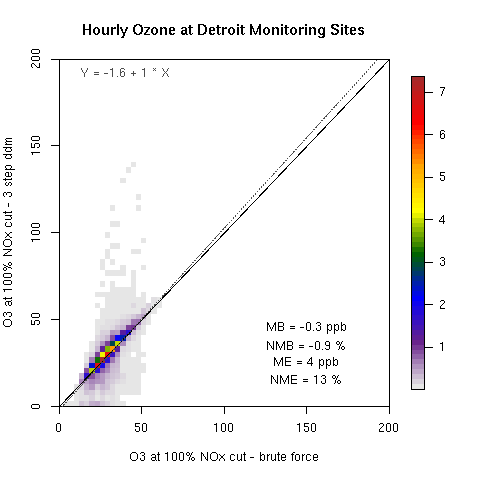 Hourly Ozone at Detroit Monitoring Sites
Y = -1.6 + 1 * X
O3 at 100% NOx cut - 3 step ddm
200
150
100
50
0
MB = -0.3 ppb
NMB = -0.9 %
ME = 4 ppb
NME = 13 %
0 50 100 150 200
O3 at 100% NOx cut - brute force
7
6
5
4
3
2
1